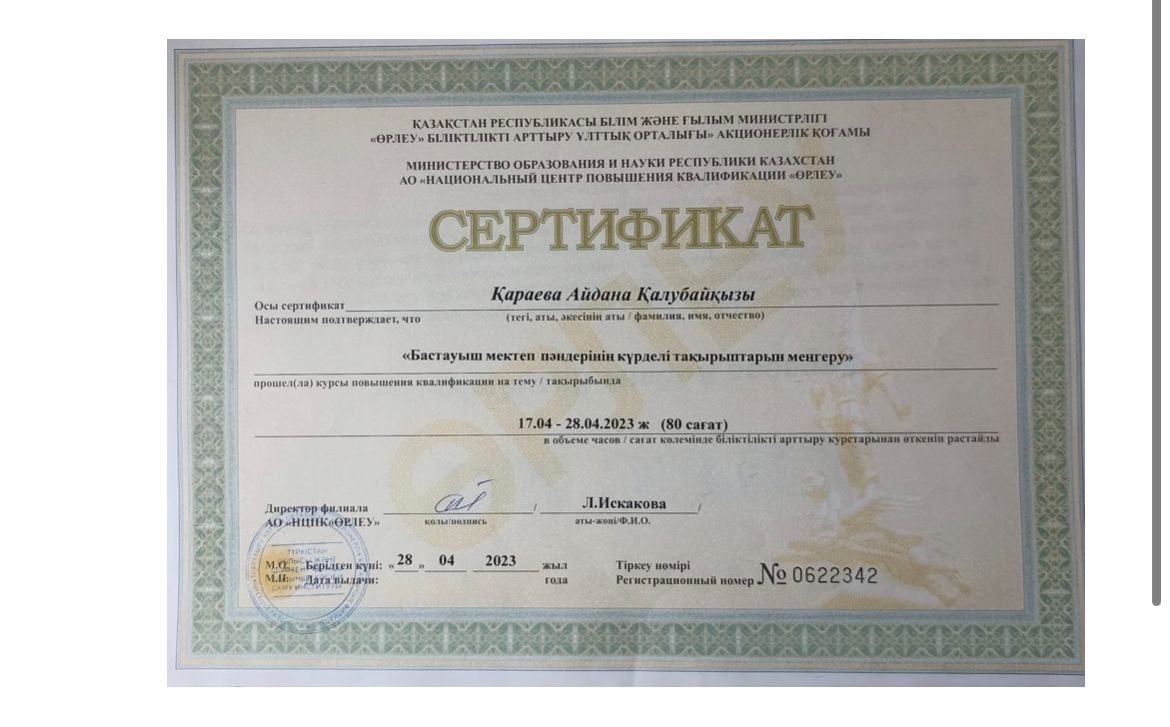 ҚАЗАҚСТАН РЕСПУБЛИКАСЫ БІЛІМ ЖӘНЕ ҒЫЛЫМ МИНИСТРЛІГІ
«ӨРЛЕУ» БІЛІКТІЛІКТІ АРТТЫРУ ҰЛТТЫҚ ОРТАЛЫҒЫ» АКЦИОНЕРЛІК ҚОҒАМЫ
МИНИСТЕРСТВО ОБРАЗОВАНИЯ И НАУКИ РЕСПУБЛИКИ КАЗАХСТАН
АО «НАЦИОНАЛЬНЫЙ ЦЕНТР ПОВЫШЕНИЯ КВАЛИФИКАЦИИ «ӨРЛЕУ»
СЕРТИФИКАТ
ӨРЛЕУ
Қараева Айдана Қалубайқызы
Осы сертификат
Настоящим подтверждает, что (тегі, аты, әкесінің аты / фамилия, имя, отчество)
«Бастауыш мектеп пәндерінің күрделі тақырыптарын меңгеру»
прошел(ла) курсы повышения квалификации на тему / тақырыбында
17.04 - 28.04.2023 ж (80 сағат)
в объеме часов / сағат көлемінде біліктілікті арттыру курстарынан өткенін растайды
Директор филиала / Л.Искакова /
АО «НЦПК«ӨРЛЕУ» қолы/подпись аты-жөні/Ф.И.О.
ТҮРКІСТАН
ДАМУ ИНСТИТУТЫ
М.О. Берілген күні: «28» 04 2023 жыл Тіркеу нөмірі
М.П. Дата выдачи: года Регистрационный номер № 0622342